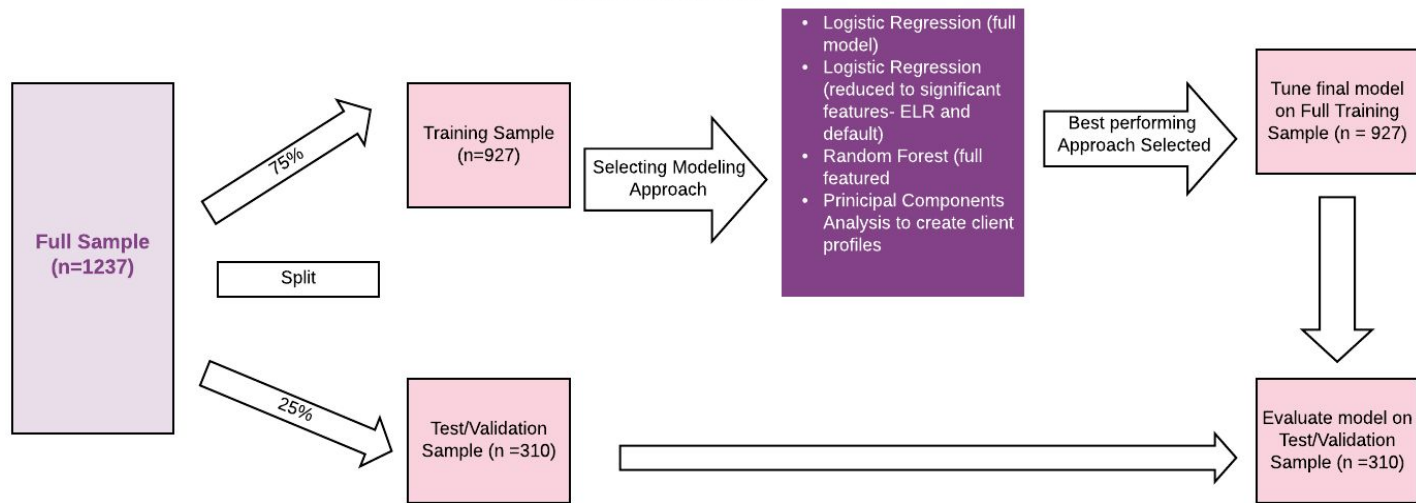 Full Sample
(n=1237)
75%
Split
25%
Training Sample
(n=927)
Test/Validation
Sample (n =310)
Selecting Modeling
Approach
• Logistic Regression (full
model)
• Logistic Regression
(reduced to significant
features- ELR and
default)
• Random Forest (full
featured
• Prinicipal Components
Analysis to create client
profiles
Best performing
Approach Selected
Tune final model
on Full Training
Sample (n = 927)
Evaluate model on
Test/Validation
Sample (n =310)